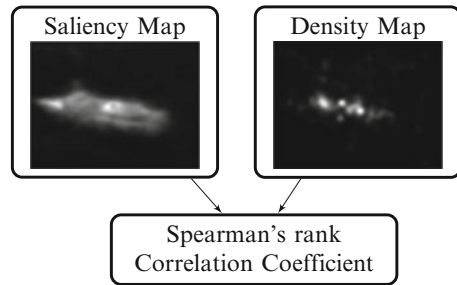 Saliency Map
Density Map
Spearman's rank
Correlation Coefficient